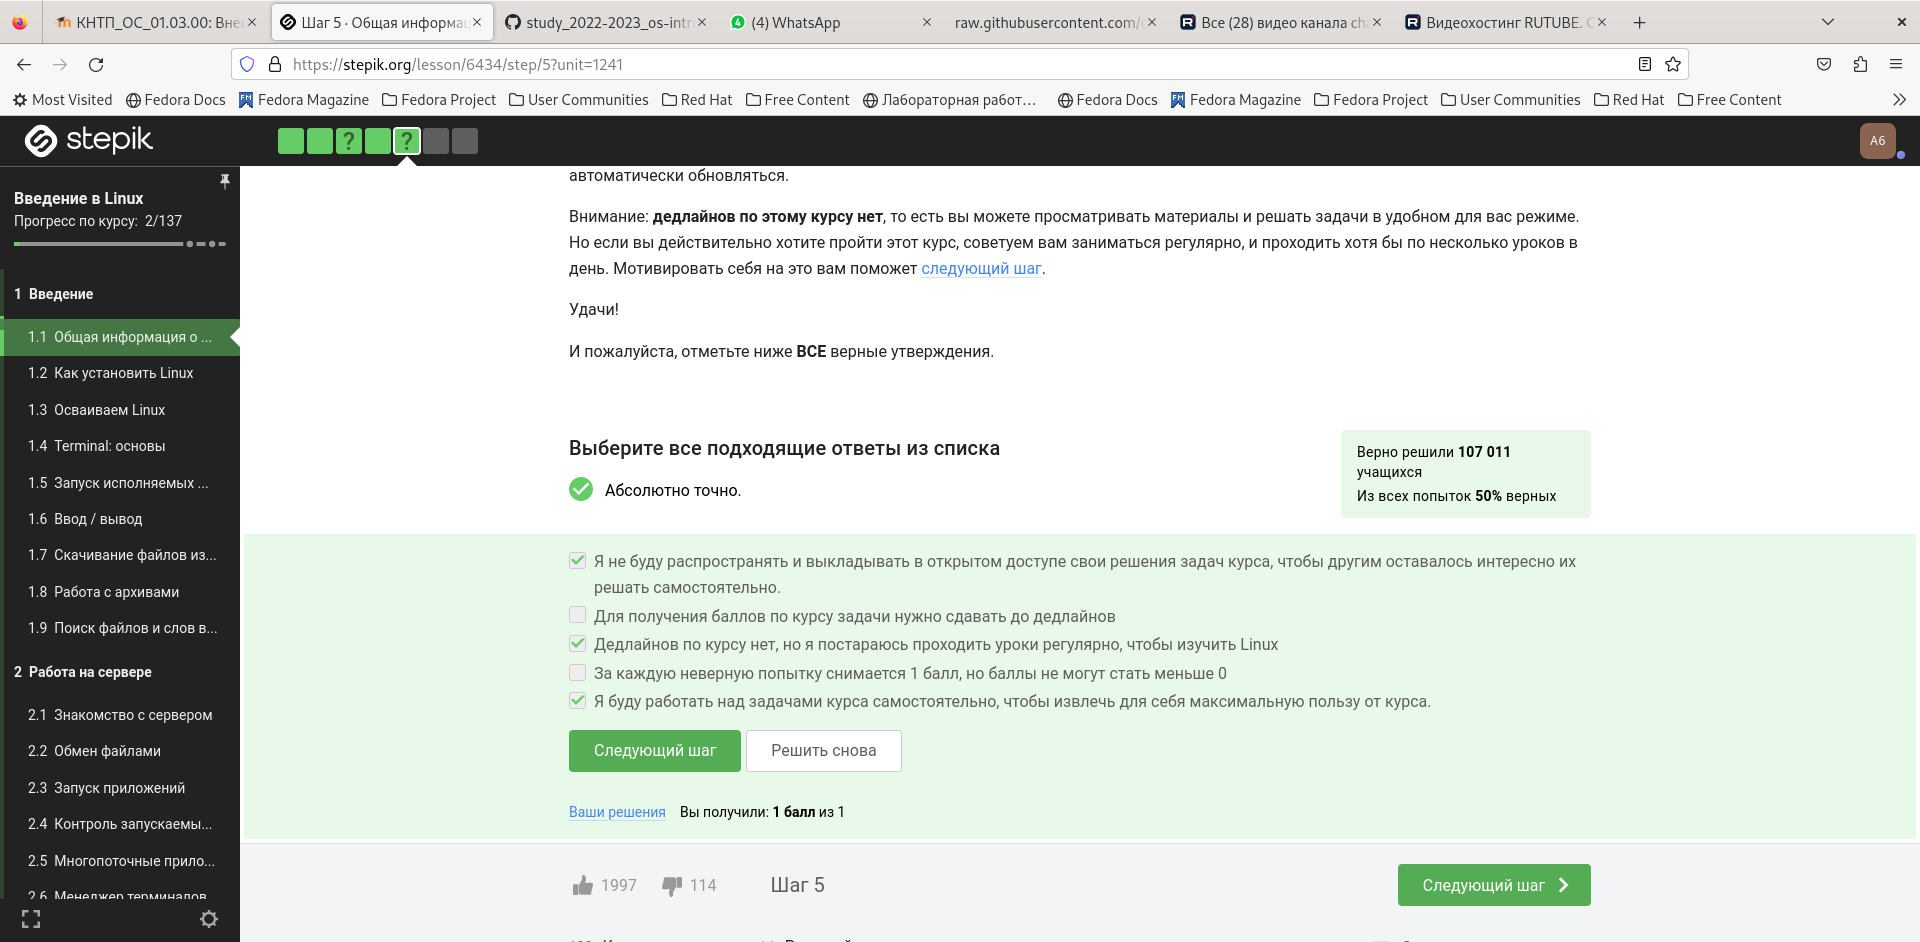 КНТП_ОС_01.03.00: Вне
Шаг 5 · Общая информа
study_2022-2023_os-intr
(4) WhatsApp
raw.githubusercontent.com/
Все (28) видео канала
Видеохостинг RUTUBE.
https://stepik.org/lesson/6434/step/5?unit=1241
Most Visited
Fedora Docs
Fedora Magazine
Fedora Project
User Communities
Red Hat
Free Content
Лабораторная работ…
Fedora Docs
Fedora Magazine
Fedora Project
User Communities
Red Hat
Free Content
stepik
?
?
A6
Введение в Linux
Прогресс по курсу: 2/137
1 Введение
1.1 Общая информация о ...
1.2 Как установить Linux
1.3 Осваиваем Linux
1.4 Terminal: основы
1.5 Запуск исполняемых ...
1.6 Ввод / вывод
1.7 Скачивание файлов из...
1.8 Работа с архивами
1.9 Поиск файлов и слов в...
2 Работа на сервере
2.1 Знакомство с сервером
2.2 Обмен файлами
2.3 Запуск приложений
2.4 Контроль запускаемы...
2.5 Многопоточные прило...
2.6 Менеджер терминалов
автоматически обновляться.
Внимание: дедлайнов по этому курсу нет, то есть вы можете просматривать материалы и решать задачи в удобном для вас режиме.
Но если вы действительно хотите пройти этот курс, советуем вам заниматься регулярно, и проходить хотя бы по несколько уроков в
день. Мотивировать себя на это вам поможет следующий шаг.
Удачи!
И пожалуйста, отметьте ниже ВСЕ верные утверждения.
Выберите все подходящие ответы из списка
Абсолютно точно.
Верно решили 107 011
учащихся
Из всех попыток 50% верных
Я не буду распространять и выкладывать в открытом доступе свои решения задач курса, чтобы другим оставалось интересно их
решать самостоятельно.
Для получения баллов по курсу задачи нужно сдавать до дедлайнов
Дедлайнов по курсу нет, но я постараюсь проходить уроки регулярно, чтобы изучить Linux
За каждую неверную попытку снимается 1 балл, но баллы не могут стать меньше 0
Я буду работать над задачами курса самостоятельно, чтобы извлечь для себя максимальную пользу от курса.
Следующий шаг
Решить снова
Ваши решения Вы получили: 1 балл из 1
1997
114
Шаг 5
Следующий шаг